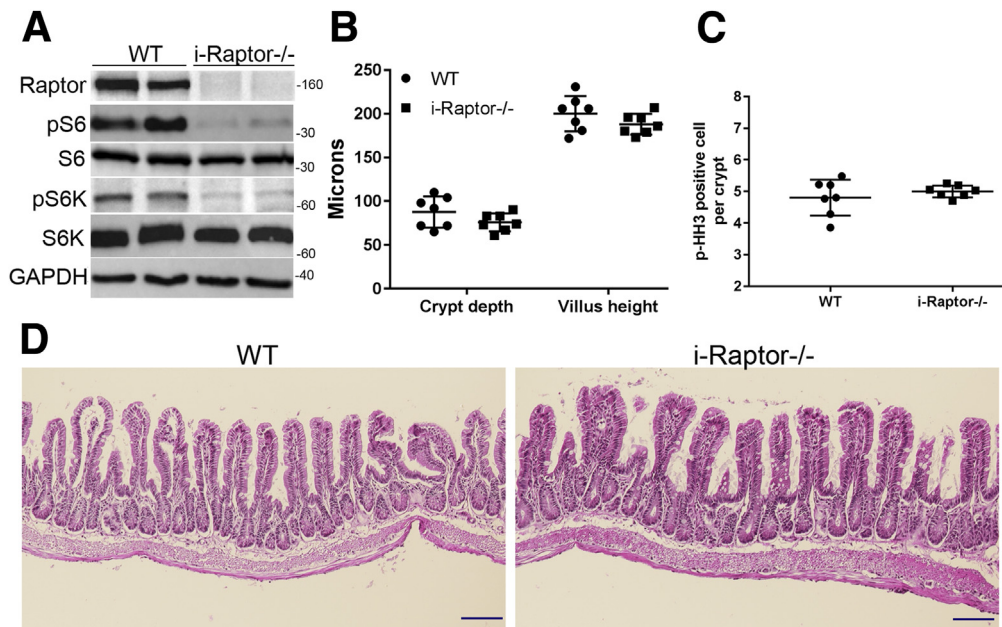 A
WT i-Raptor-/-
Raptor -160
pS6 -30
S6 -30
pS6K -60
S6K -60
GAPDH -40
B
WT
i-Raptor-/-
250
200
150
100
50
0
Microns
Crypt depth Villus height
C
8
7
6
5
4
3
2
p-HH3 positive cell
per crypt
WT i-Raptor-/-
D
WT i-Raptor-/-